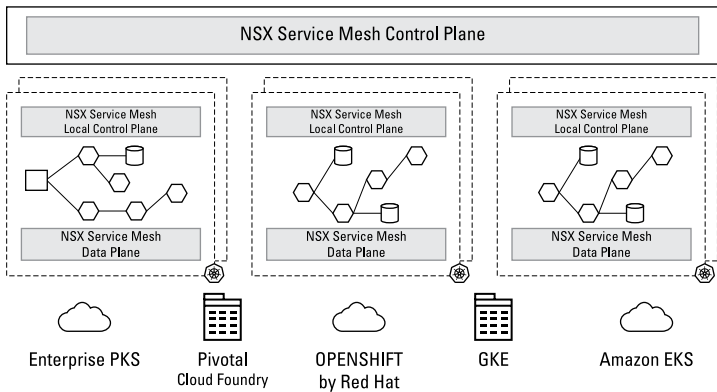 NSX Service Mesh Control Plane
NSX Service Mesh
Local Control Plane
NSX Service Mesh
Data Plane
NSX Service Mesh
Local Control Plane
NSX Service Mesh
Data Plane
NSX Service Mesh
Local Control Plane
NSX Service Mesh
Data Plane
Enterprise PKS
Pivotal
Cloud Foundry
OPENSHIFT
by Red Hat
GKE
Amazon EKS